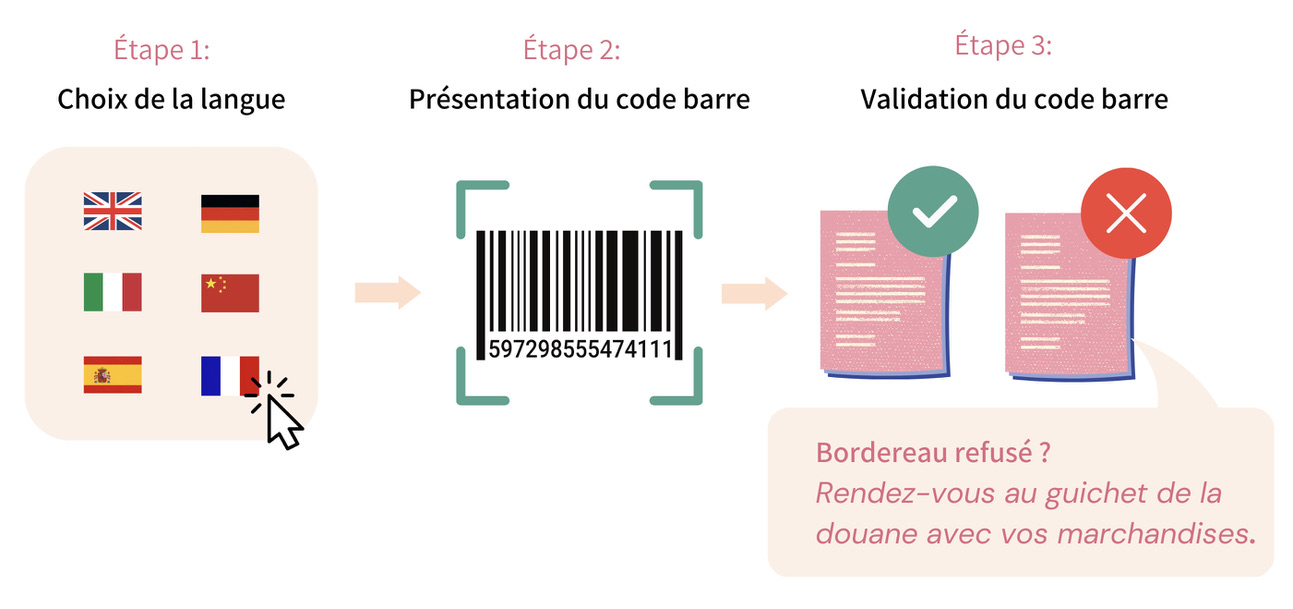 Étape 1:
Choix de la langue
Étape 2:
Présentation du code barre
597298555474111
Étape 3:
Validation du code barre
Bordereau refusé ?
Rendez-vous au guichet de la
douane avec vos marchandises.